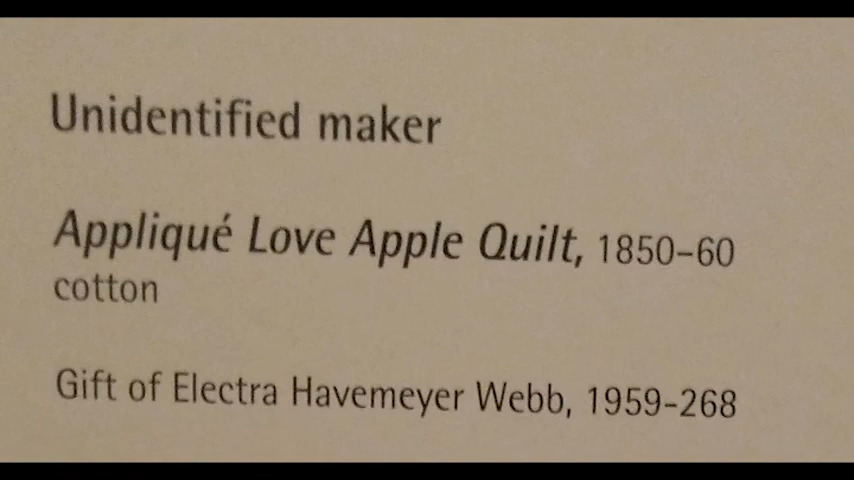 Unidentified maker
Appliqué Love Apple Quilt, 1850–60
cotton
Gift of Electra Havemeyer Webb, 1959-268